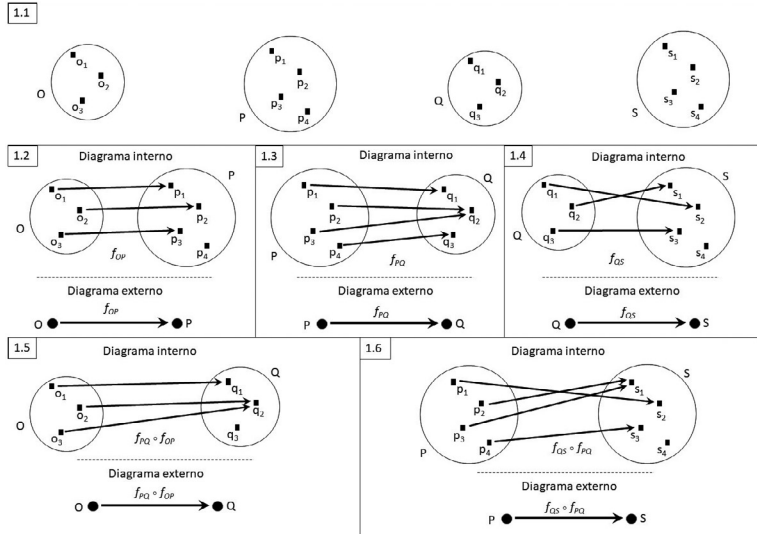 1.1
O
o1
o2
o3
P
p1
p2
p3
p4
Q
q1
q2
q3
S
s1
s2
s3
s4
1.2
Diagrama interno
O
o1
o2
o3
P
p1
p2
p3
p4
fOP
Diagrama externo
fOP
O P
1.3
Diagrama interno
P
p1
p2
p3
p4
Q
q1
q2
q3
fPQ
Diagrama externo
fPQ
P Q
1.4
Diagrama interno
Q
q1
q2
q3
S
s1
s2
s3
s4
fQS
Diagrama externo
fQS
Q S
1.5
Diagrama interno
O
o1
o2
o3
Q
q1
q2
q3
fPQ ∘ fOP
Diagrama externo
fPQ ∘ fOP
O Q
1.6
Diagrama interno
P
p1
p2
p3
p4
S
s1
s2
s3
s4
fQS ∘ fPQ
Diagrama externo
fQS ∘ fPQ
P S